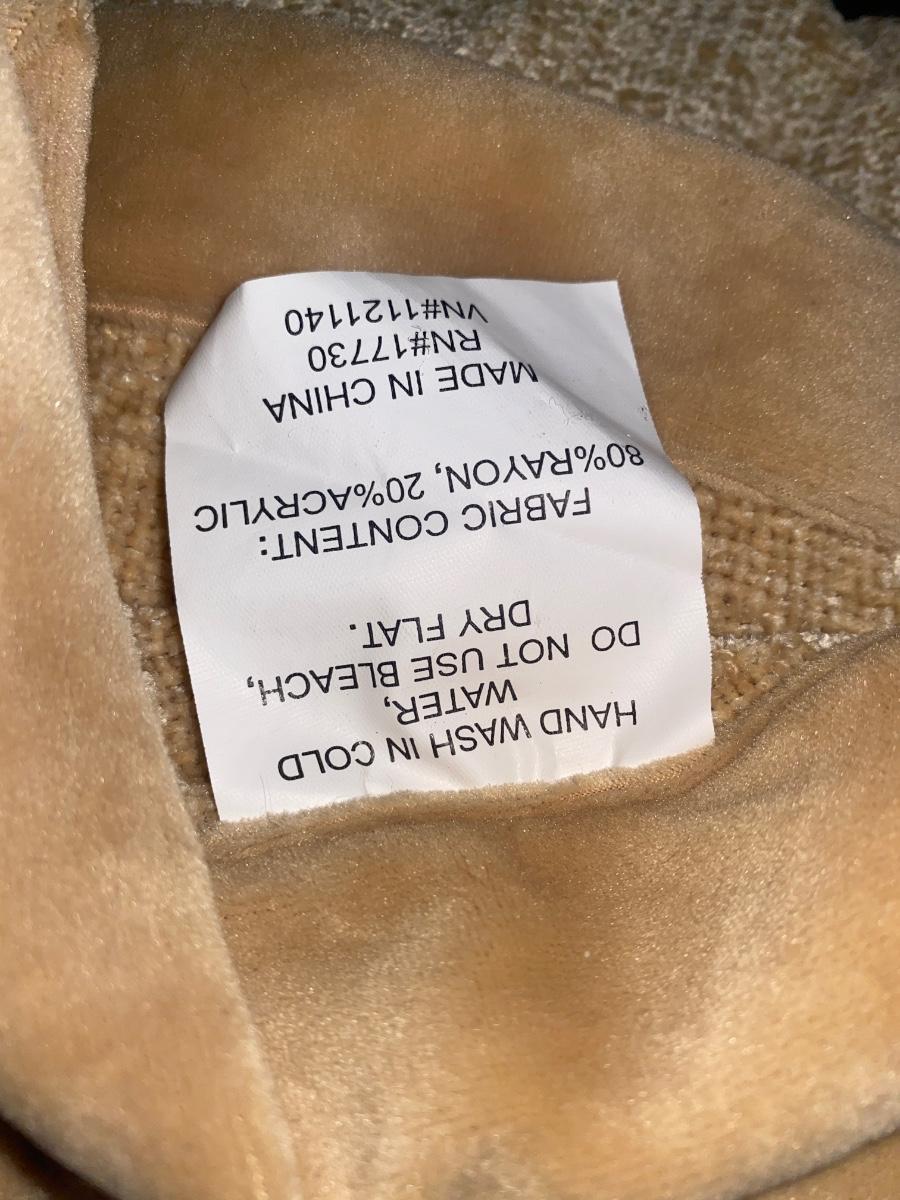 HAND WASH IN COLD
WATER,
DO NOT USE BLEACH,
DRY FLAT.
FABRIC CONTENT:
80%RAYON, 20%ACRYLIC
MADE IN CHINA
RN#17730
VN#1121140